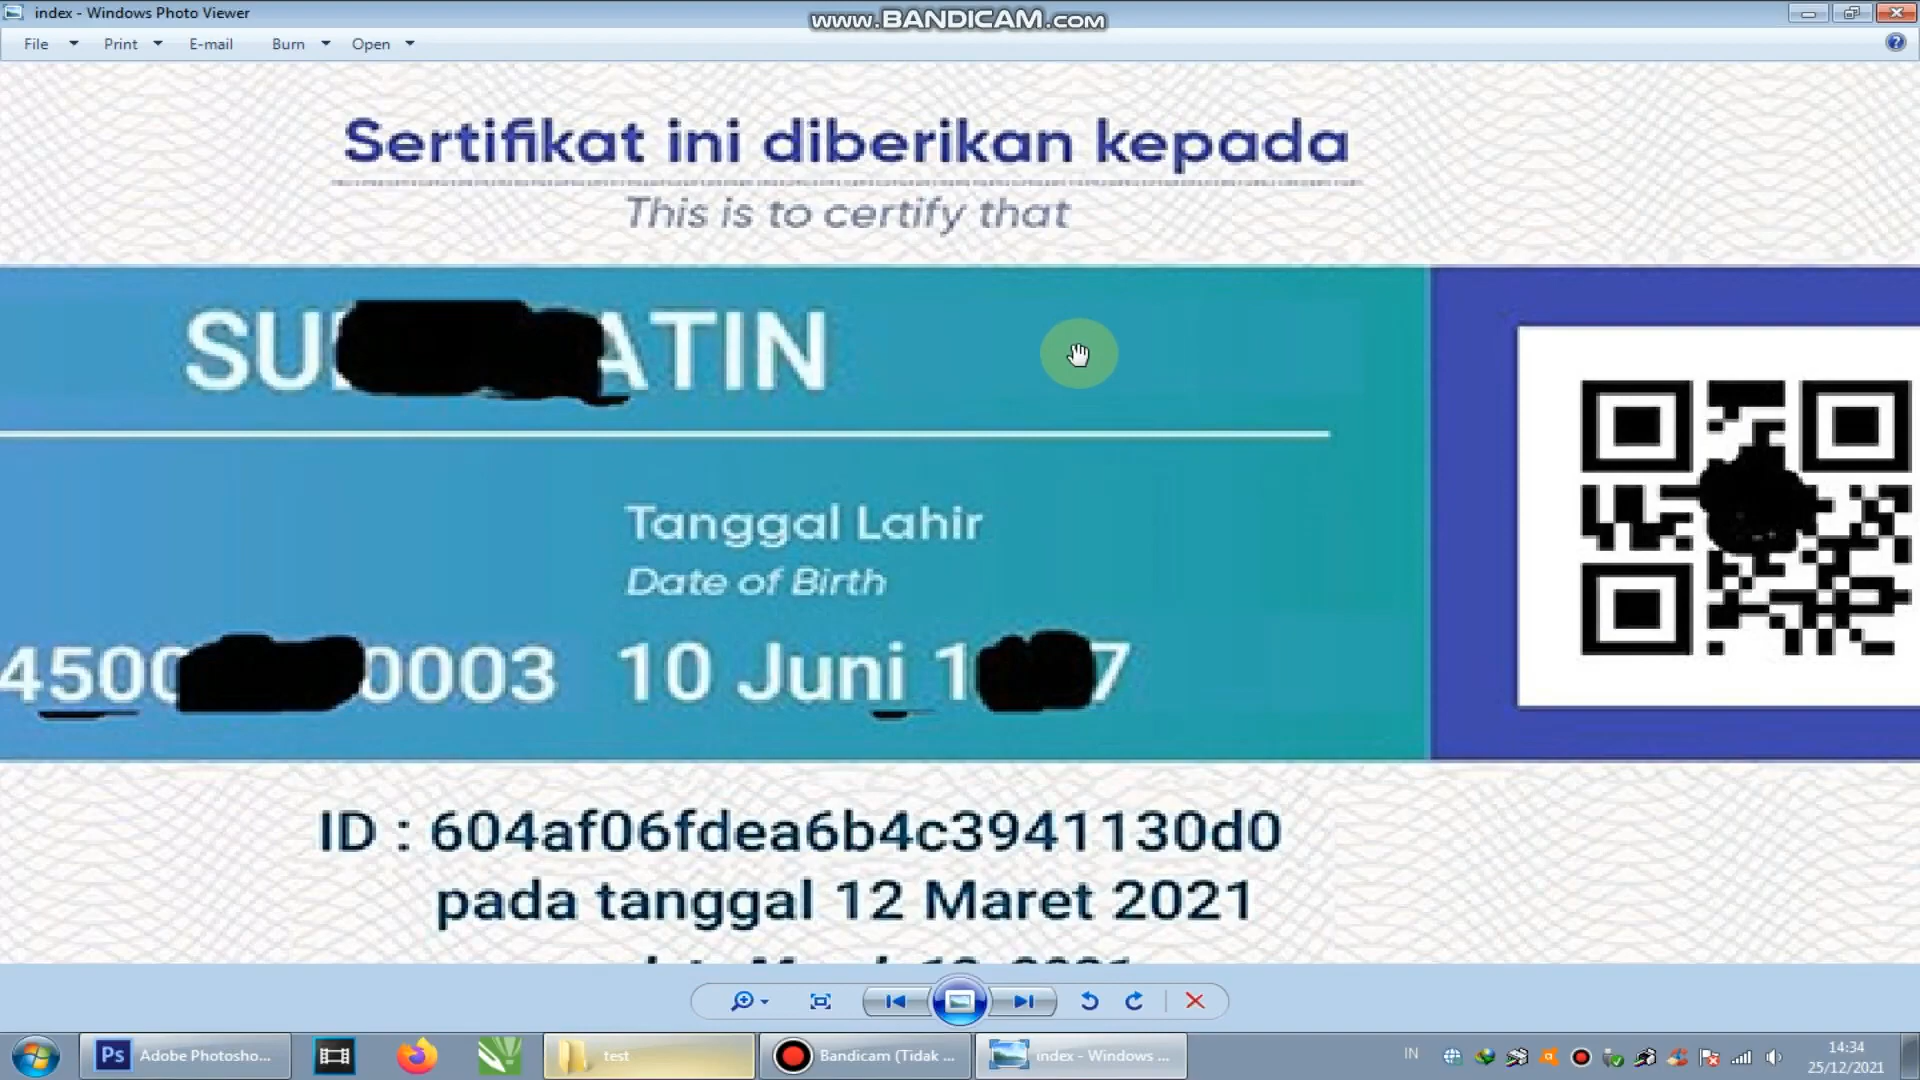 index - Windows Photo Viewer
www.BANDICAM.com
File Print E-mail Burn Open
Sertifikat ini diberikan kepada
This is to certify that
SU ATIN
Tanggal Lahir
Date of Birth
4500 0003 10 Juni 1 7
ID : 604af06fdea6b4c3941130d0
pada tanggal 12 Maret 2021
Ps Adobe Photosho... test Bandicam (Tidak ... index - Windows ... IN 14:34
25/12/2021